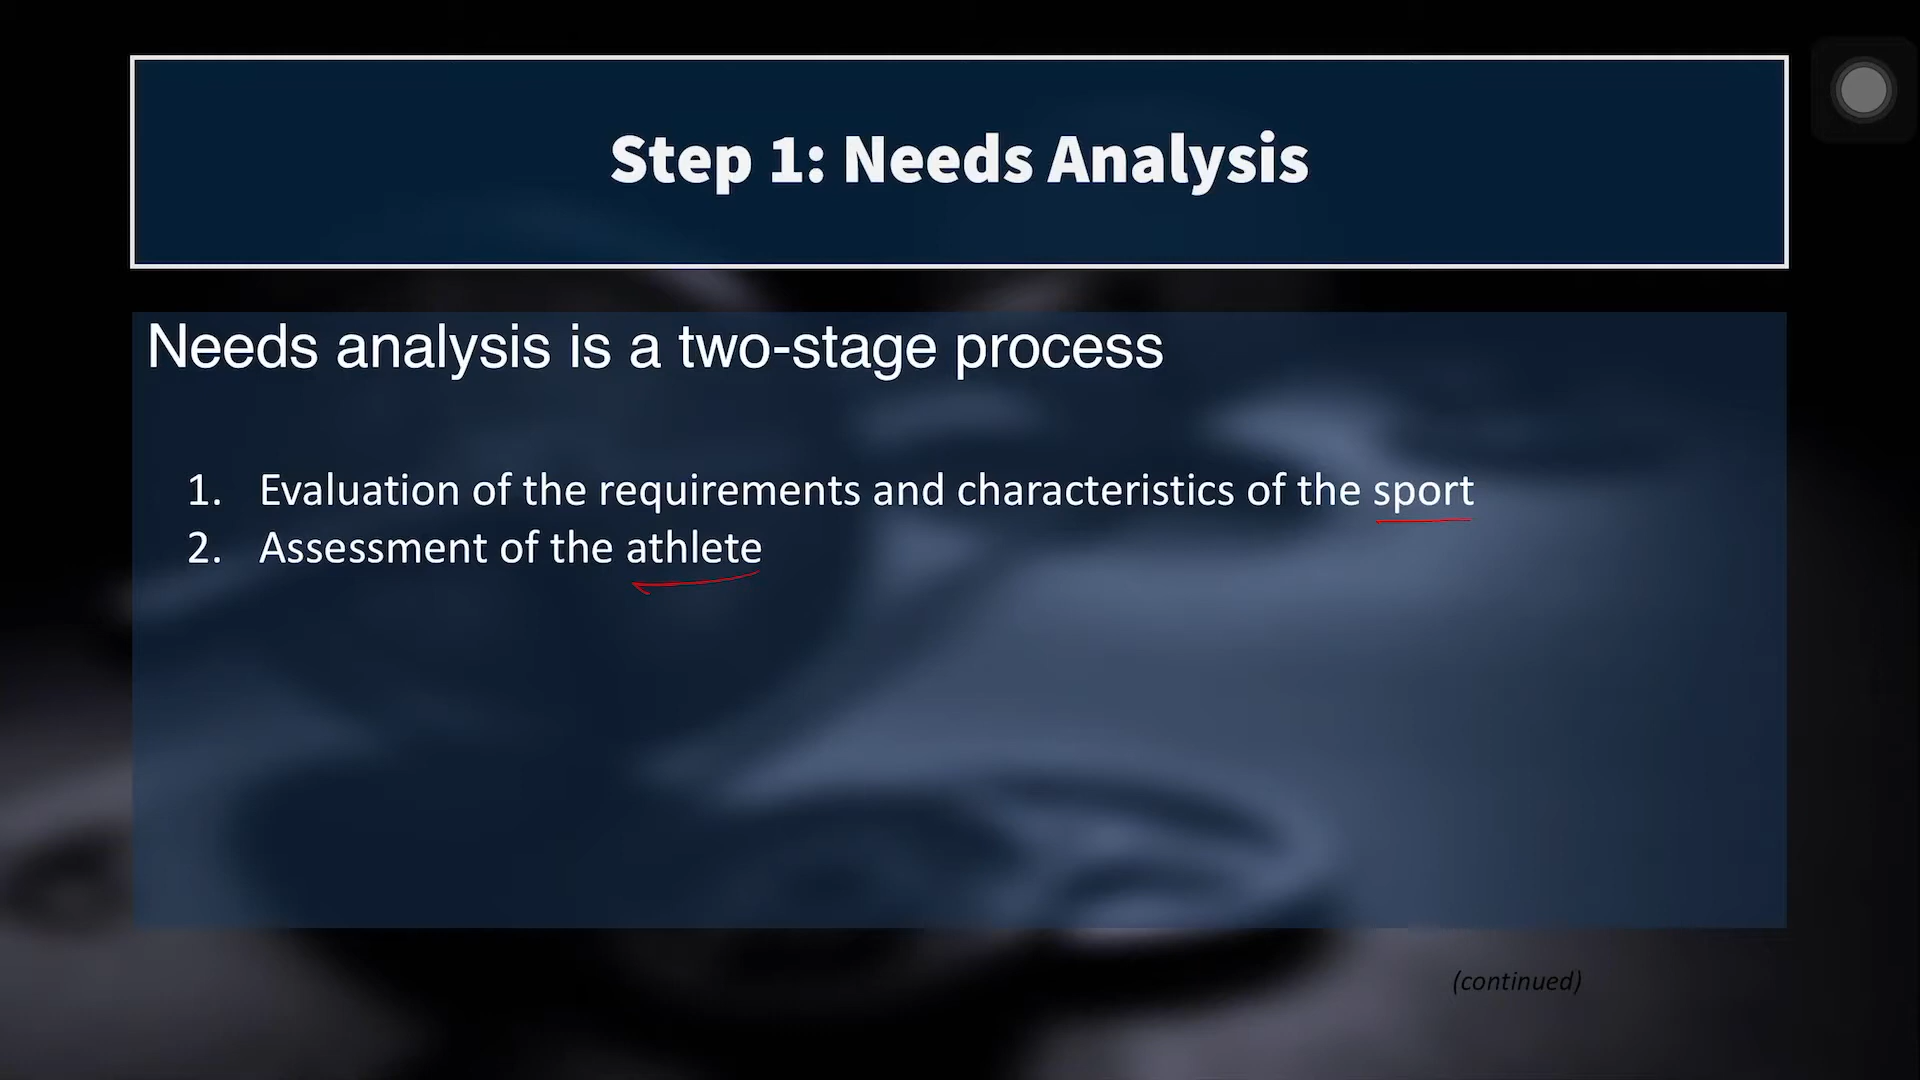 Step 1: Needs Analysis
Needs analysis is a two-stage process
1. Evaluation of the requirements and characteristics of the sport
2. Assessment of the athlete
(continued)